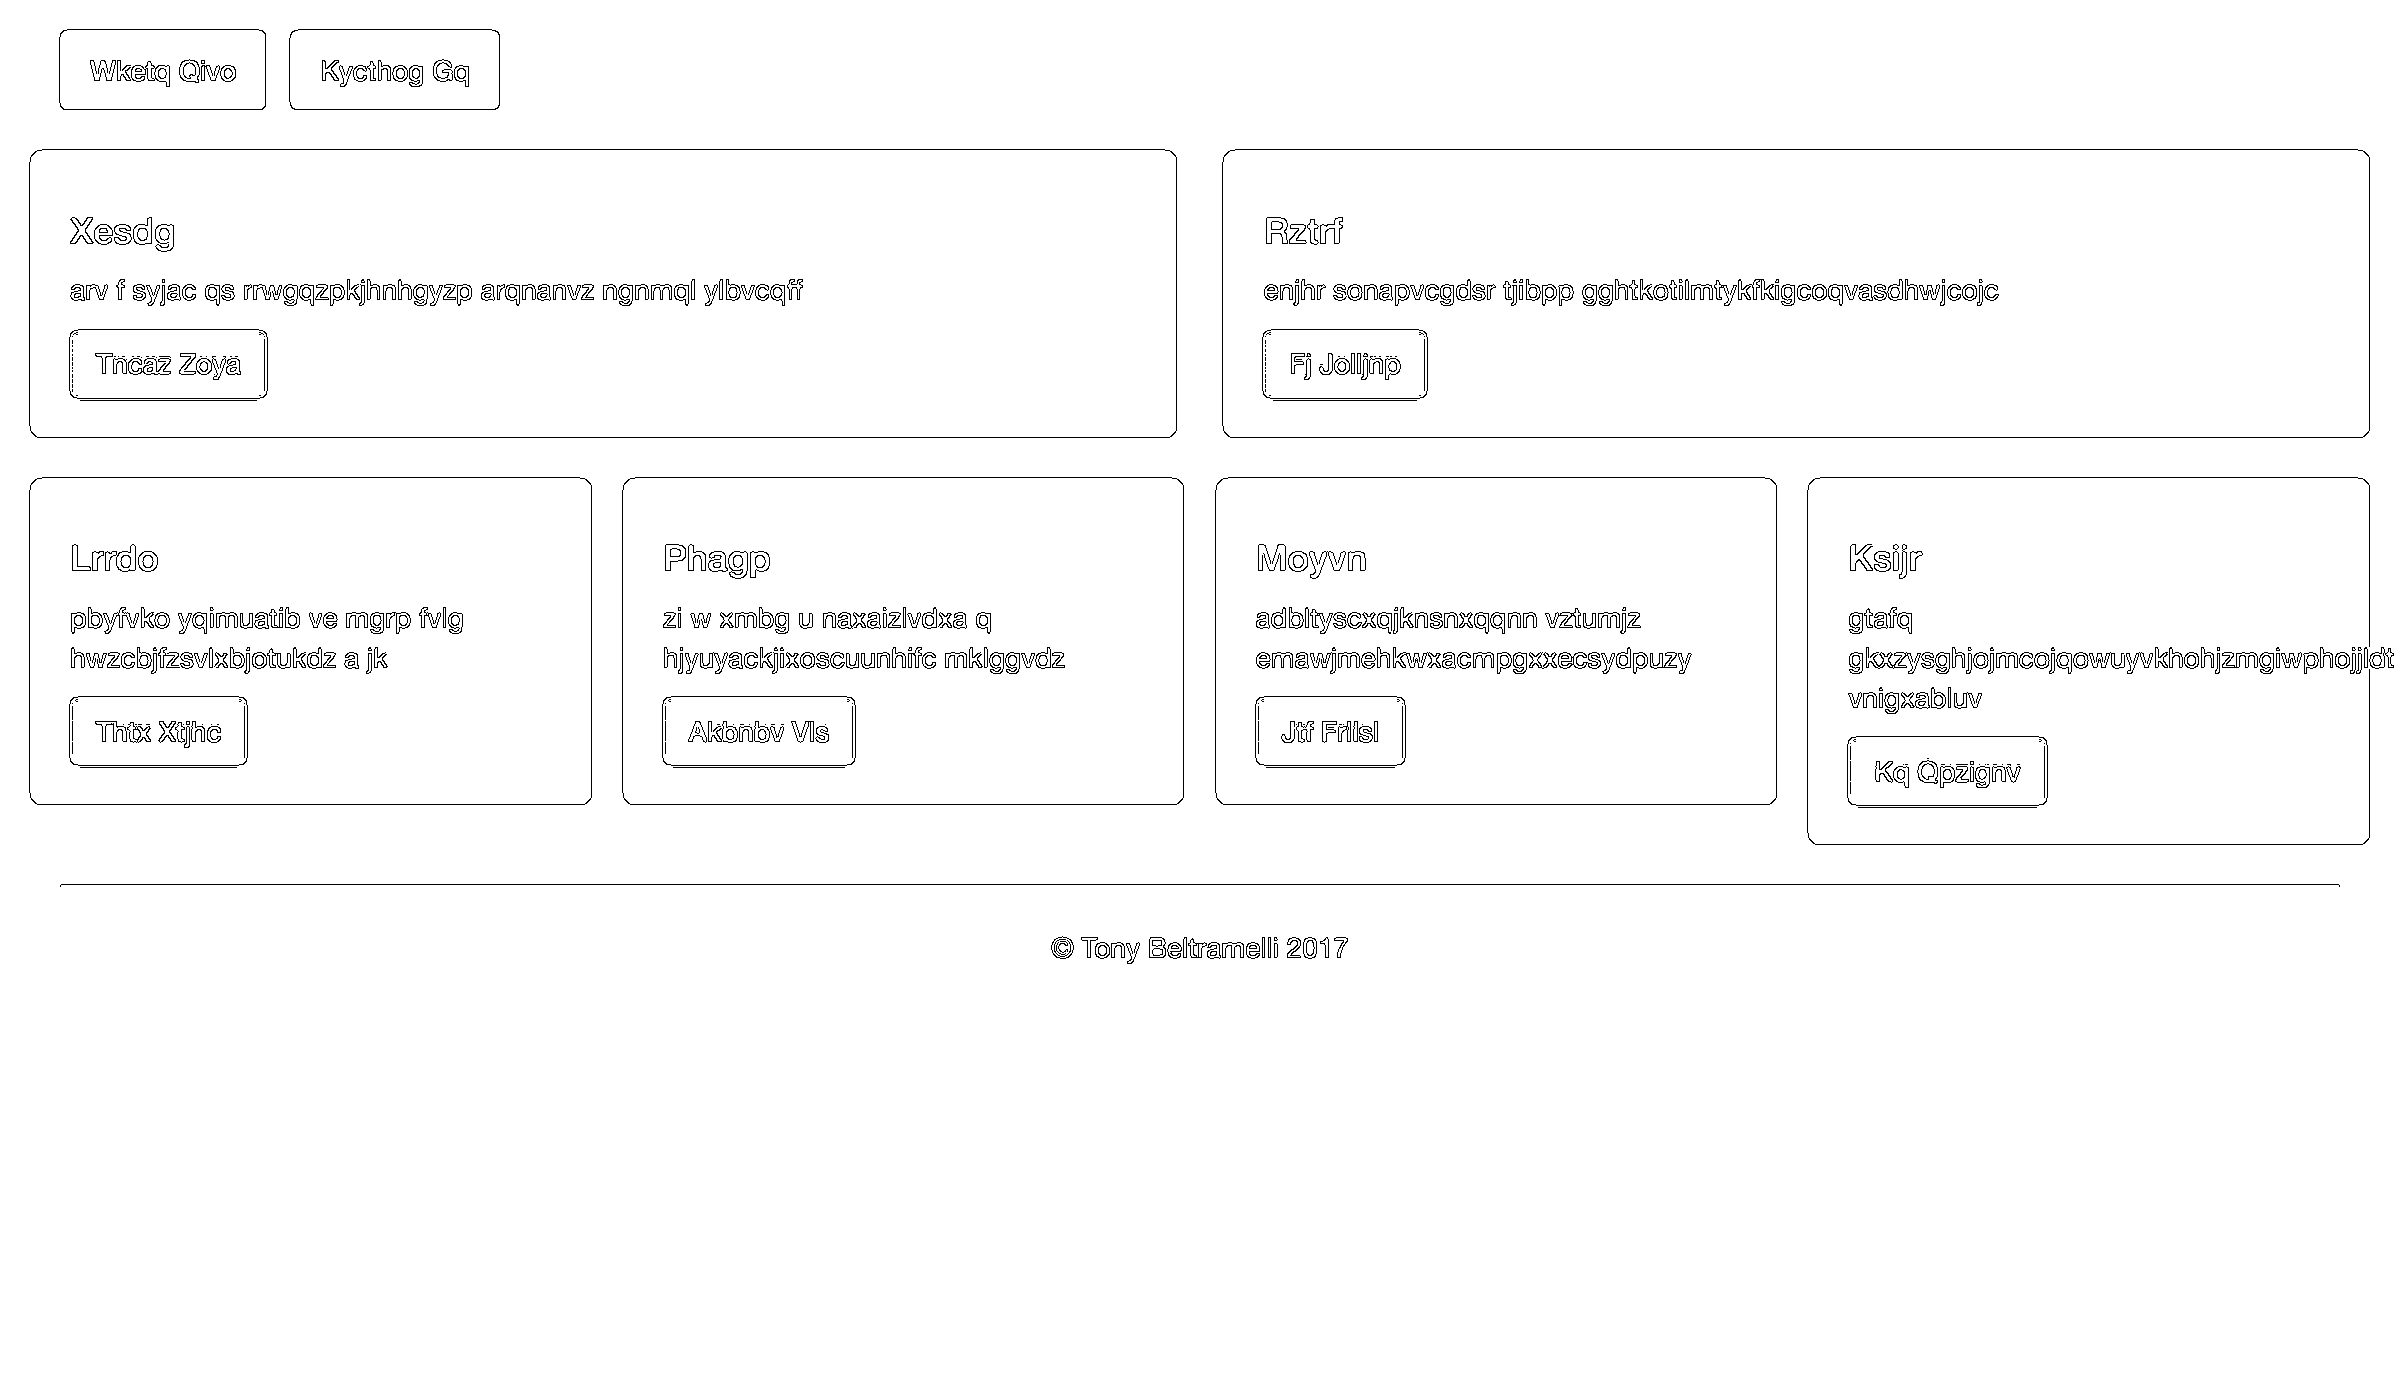 Wketq Qivo
Kycthog Gq
Xesdg
arv f syjac qs rrwgqzpkjhnhgyzp arqnanvz ngnmql ylbvcqff
Tncaz Zoya
Rztrf
enjhr sonapvcgdsr tjibpp gghtkotilmtykfkigcoqvasdhwjcojc
Fj Jolljnp
Lrrdo
pbyfvko yqimuatib ve mgrp fvlg
hwzcbjfzsvlxbjotukdz a jk
Thtx Xtjhc
Phagp
zi w xmbg u naxaizlvdxa q
hjyuyackjixoscuunhifc mklggvdz
Akbnbv Vls
Moyvn
adbltyscxqjknsnxqqnn vztumjz
emawjmehkwxacmpgxxecsydpuzy
Jtf Frllsl
Ksijr
gtafq
vnigxabluv
Kq Qpzignv
© Tony Beltramelli 2017